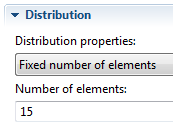 Distribution
Distribution properties:
Fixed number of elements
Number of elements:
15